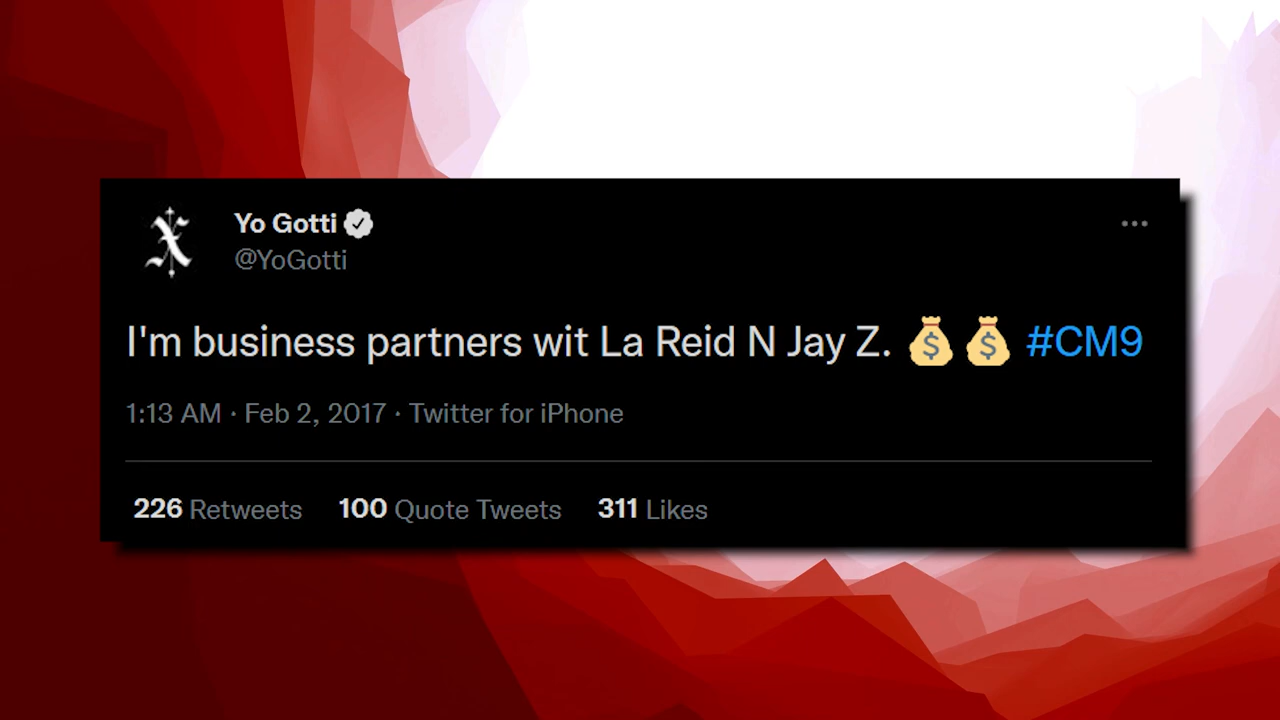 Yo Gotti
@YoGotti
I'm business partners wit La Reid N Jay Z. 💰💰 #CM9
1:13 AM · Feb 2, 2017 · Twitter for iPhone
226 Retweets 100 Quote Tweets 311 Likes